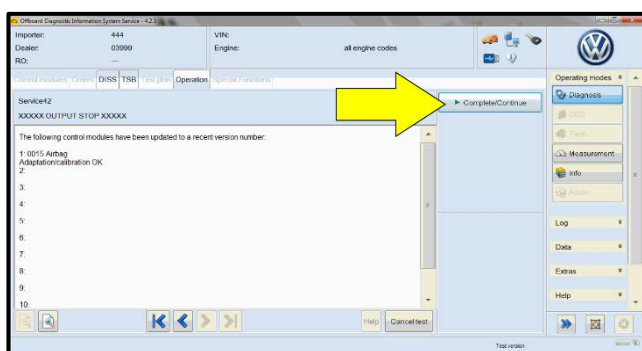 Offboard Diagnostic Information System Service - 4.2.3
Importer: 444
Dealer: 03999
RO: ---
VIN:
Engine: all engine codes
Control modules Orders DISS TSB Test plan Operation Special Functions
Service42
XXXXX OUTPUT STOP XXXXX
The following control modules have been updated to a recent version number:
1: 0015 Airbag
Adaptation/calibration OK
2:
3:
4:
5:
6:
7:
8:
9:
10:
Complete/Continue
Help
Cancel test
Operating modes
Diagnosis
OBD
Flash
Measurement
Info
Admin
Log
Data
Extras
Help
Test version